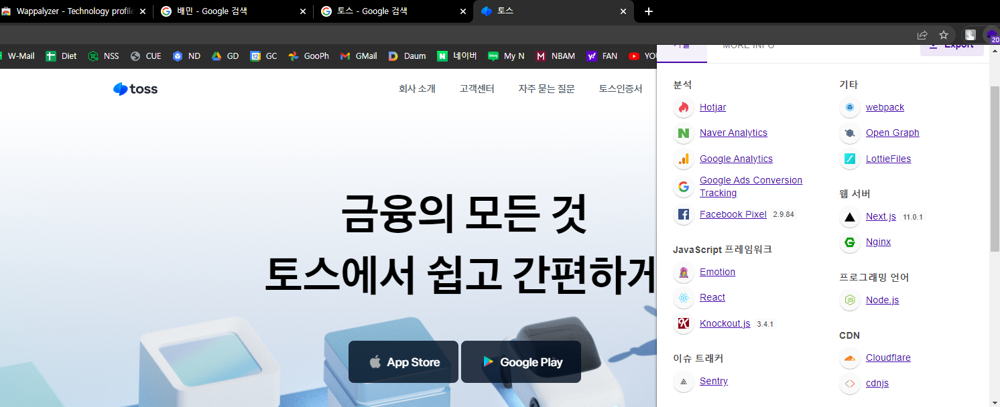 Wappalyzer - Technology profile
배민 - Google 검색
토스 - Google 검색
토스
20
W-Mail
Diet
NSS
CUE
ND
GD
12
GC
GooPh
GMail
Daum
네이버
blog
My N
NBAM
FAN
YO
MORE INFO
Export
toss
회사 소개
고객센터
자주 묻는 질문
토스인증서
금융의 모든 것
토스에서 쉽고 간편하게
App Store
Google Play
분석
Hotjar
Naver Analytics
Google Analytics
Google Ads Conversion
Tracking
Facebook Pixel 2.9.84
JavaScript 프레임워크
Emotion
React
Knockout.js 3.4.1
이슈 트래커
Sentry
기타
webpack
Open Graph
LottieFiles
웹 서버
Next.js 11.0.1
Nginx
프로그래밍 언어
Node.js
CDN
Cloudflare
cdnjs